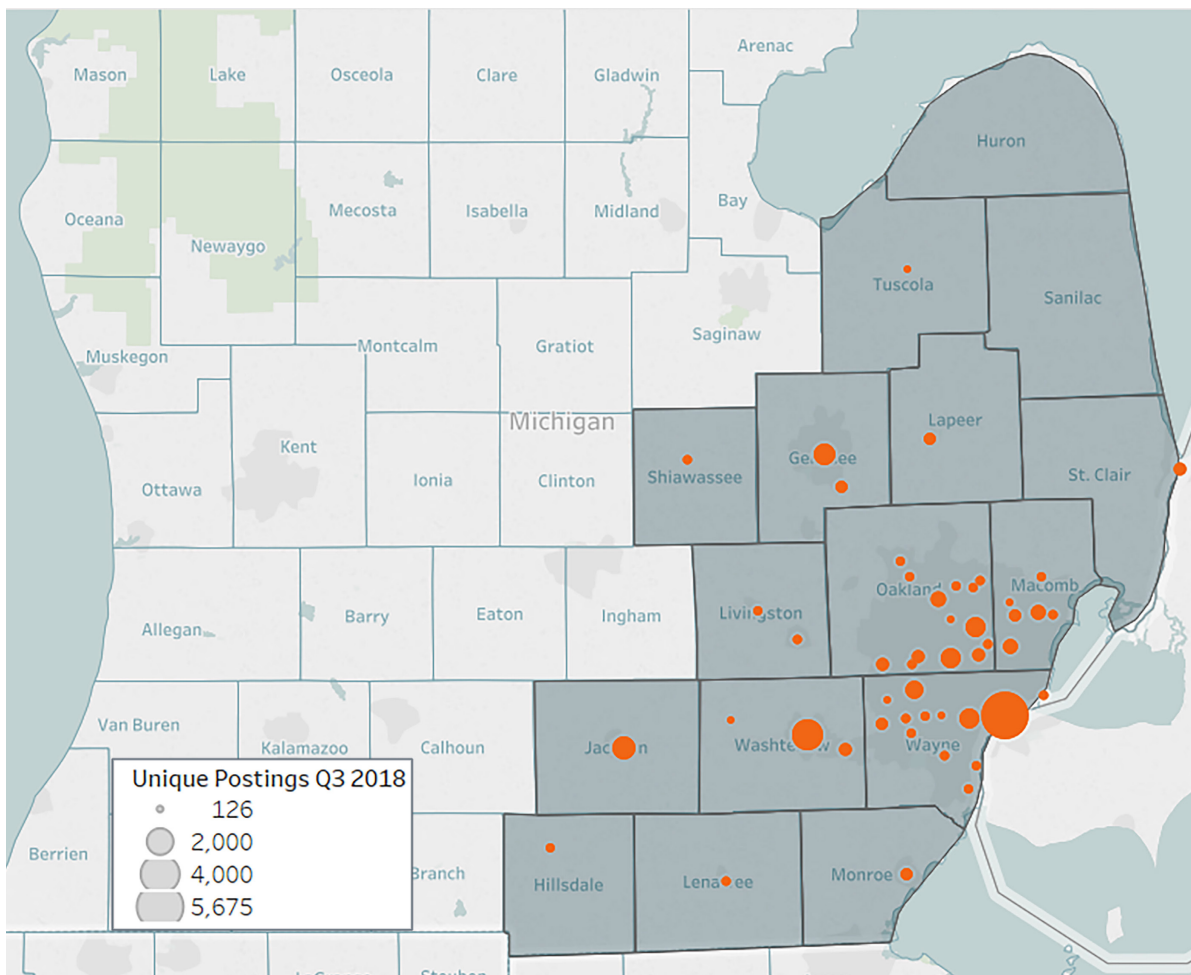 Arenac
Mason
Lake
Osceola
Clare
Gladwin
Huron
Oceana
Newaygo
Mecosta
Isabella
Midland
Bay
Tuscola
Sanilac
Muskegon
Montcalm
Gratiot
Saginaw
Michigan
Lapeer
Kent
Ottawa
Ionia
Clinton
Shiawassee
St. Clair
Allegan
Barry
Eaton
Ingham
Oakland
Macomb
Van Buren
Kalamazoo
Calhoun
Wayne
Unique Postings Q3 2018
126
2,000
4,000
5,675
Berrien
Branch
Hillsdale
Monroe